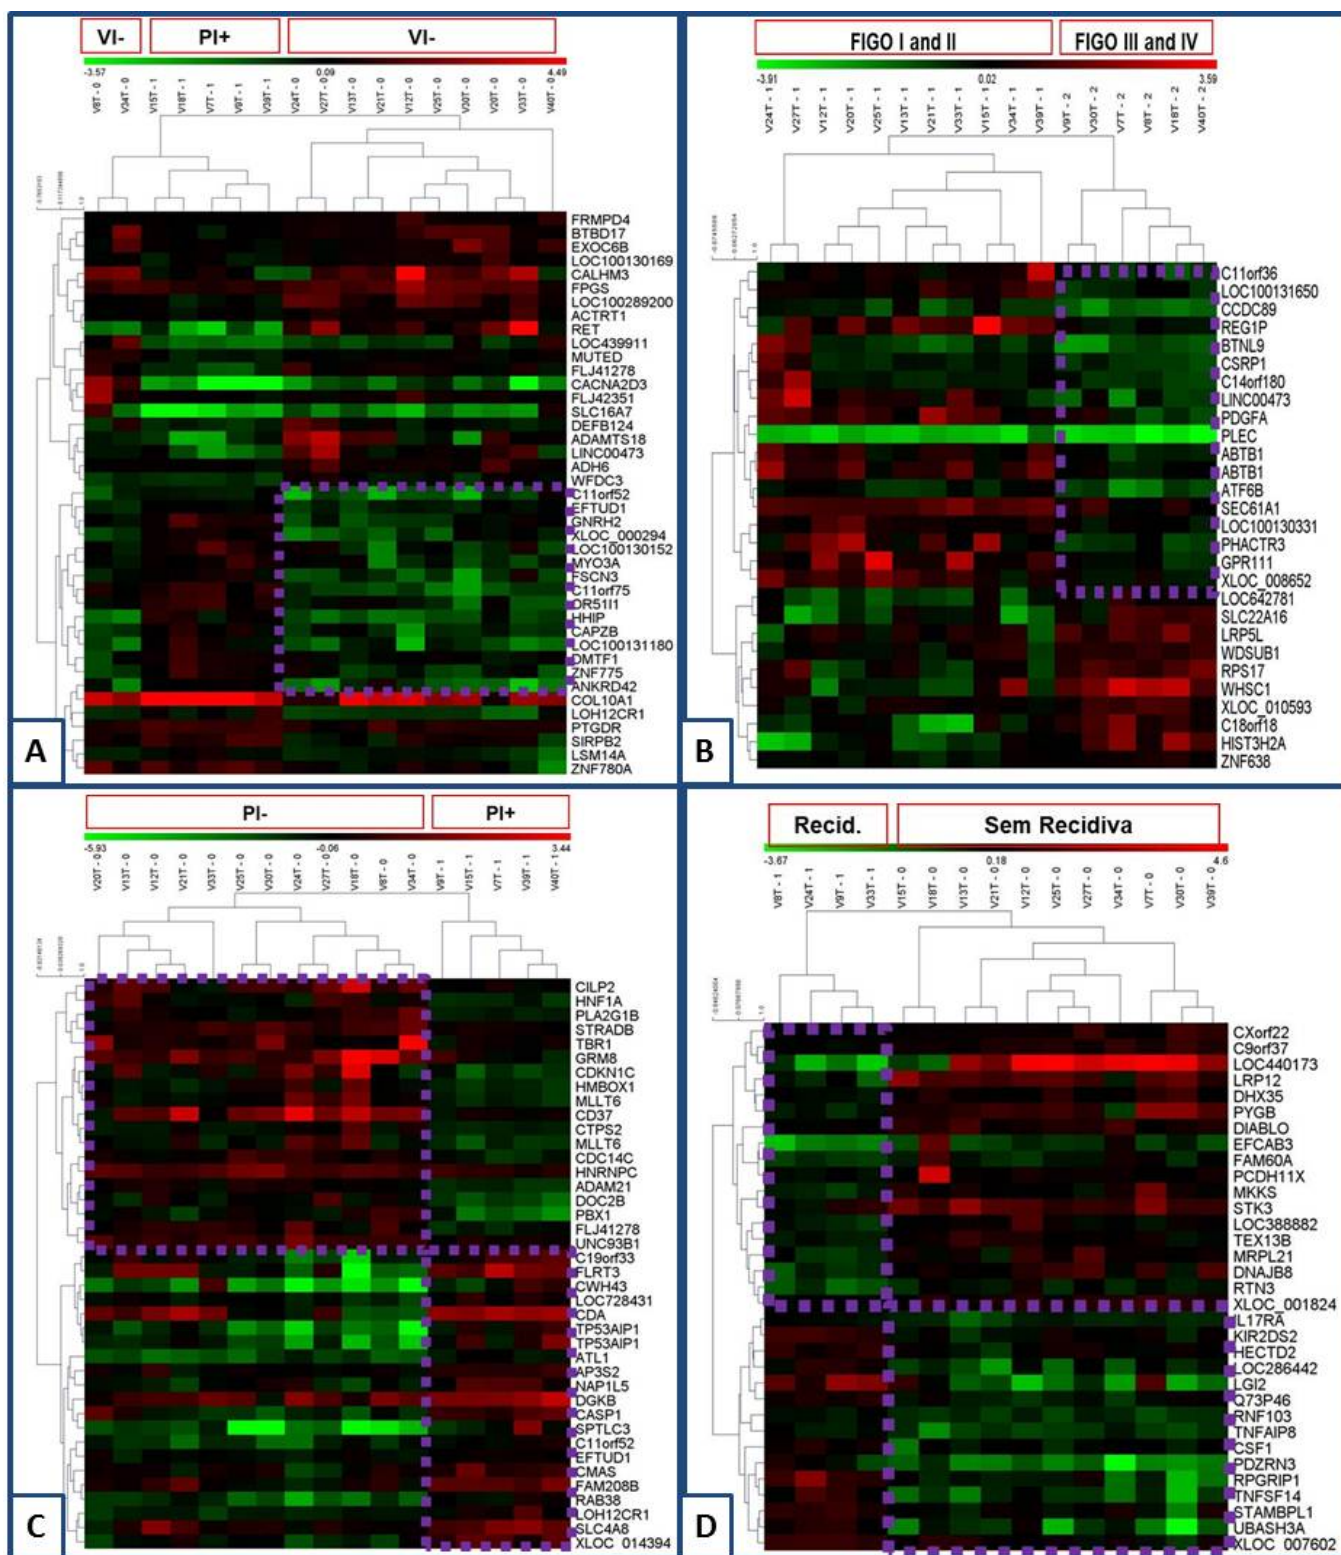 VI-
PI+
VI-
-3.57
0.09
4.49
V8T - 0
V34T - 0
V15T - 1
V18T - 1
V7T - 1
V9T - 1
V39T - 1
V24T - 0
V27T - 0
V13T - 0
V21T - 0
V12T - 0
V25T - 0
V30T - 0
V20T - 0
V33T - 0
V40T - 0
FRMPD4
BTBD17
EXOC6B
LOC100130169
CALHM3
FPGS
LOC100289200
ACTRT1
RET
LOC439911
MUTED
FLJ41278
CACNA2D3
FLJ42351
SLC16A7
DEFB124
ADAMTS18
LINC00473
ADH6
WFDC3
C11orf52
EFTUD1
GNRH2
XLOC_000294
LOC100130152
MYO3A
FSCN3
C11orf75
OR51I1
HHIP
CAPZB
LOC100131180
DMTF1
ZNF775
ANKRD42
COL10A1
LOH12CR1
PTGDR
SIRPB2
LSM14A
ZNF780A
A
FIGO I and II
FIGO III and IV
-3.91
0.02
3.59
V24T - 1
V27T - 1
V12T - 1
V20T - 1
V25T - 1
V13T - 1
V21T - 1
V33T - 1
V15T - 1
V34T - 1
V39T - 1
V9T - 2
V30T - 2
V7T - 2
V8T - 2
V18T - 2
V40T - 2
C11orf36
LOC100131650
CCDC89
REG1P
BTNL9
CSRP1
C14orf180
LINC00473
PDGFA
PLEC
ABTB1
ABTB1
ATF6B
SEC61A1
LOC100130331
PHACTR3
GPR111
XLOC_008652
LOC642781
SLC22A16
LRP5L
WDSUB1
RPS17
WHSC1
XLOC_010593
C18orf18
HIST3H2A
ZNF638
B
PI-
PI+
-5.93
-0.06
3.44
V20T - 0
V13T - 0
V12T - 0
V21T - 0
V33T - 0
V25T - 0
V30T - 0
V24T - 0
V27T - 0
V18T - 0
V8T - 0
V34T - 0
V9T - 1
V15T - 1
V7T - 1
V39T - 1
V40T - 1
CILP2
HNF1A
PLA2G1B
STRADB
TBR1
GRM8
CDKN1C
HMBOX1
MLLT6
CD37
CTPS2
MLLT6
CDC14C
HNRNPC
ADAM21
DOC2B
PBX1
FLJ41278
UNC93B1
C19orf33
FLRT3
CWH43
LOC728431
CDA
TP53AIP1
TP53AIP1
ATL1
AP3S2
NAP1L5
DGKB
CASP1
SPTLC3
C11orf52
EFTUD1
CMAS
FAM208B
RAB38
LOH12CR1
SLC4A8
XLOC_014394
C
Recid.
Sem Recidiva
-3.67
0.18
4.6
V8T - 1
V24T - 1
V9T - 1
V33T - 1
V15T - 0
V18T - 0
V13T - 0
V21T - 0
V12T - 0
V25T - 0
V27T - 0
V34T - 0
V7T - 0
V30T - 0
V39T - 0
CXorf22
C9orf37
LOC440173
LRP12
DHX35
PYGB
DIABLO
EFCAB3
FAM60A
PCDH11X
MKKS
STK3
LOC388882
TEX13B
MRPL21
DNAJB8
RTN3
XLOC_001824
IL17RA
KIR2DS2
HECTD2
LOC286442
LGI2
Q73P46
RNF103
TNFAIP8
CSF1
PDZRN3
RPGRIP1
TNFSF14
STAMBPL1
UBASH3A
XLOC_007602
D